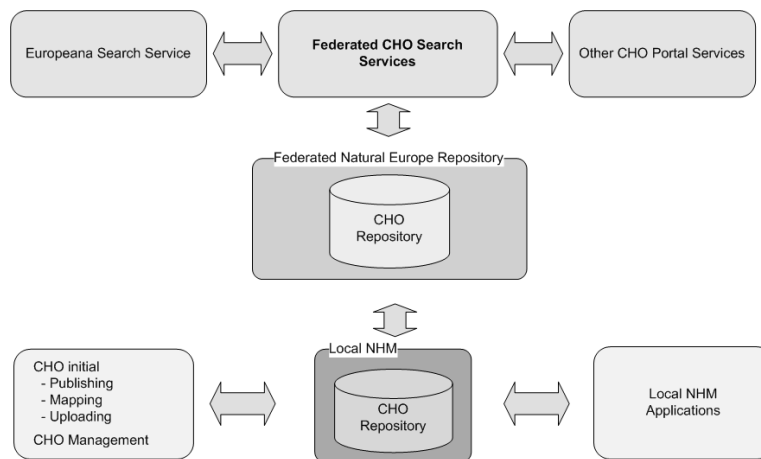 Europeana Search Service
Federated CHO Search
Services
Other CHO Portal Services
Federated Natural Europe Repository
CHO
Repository
Local NHM
CHO initial
- Publishing
- Mapping
- Uploading
CHO Management
CHO
Repository
Local NHM
Applications